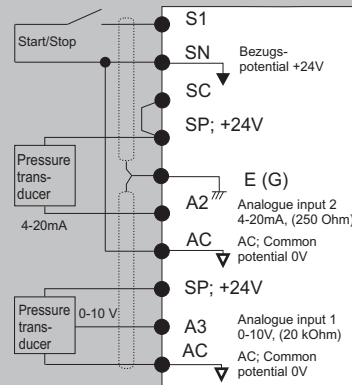 S1
Start/Stop
SN
Bezugs-
potential +24V
SC
SP; +24V
Pressure
trans-
ducer
4-20mA
E (G)
A2
Analogue input 2
4-20mA, (250 Ohm)
AC
AC; Common
potential 0V
SP; +24V
Pressure
trans-
ducer
0-10 V
A3
Analogue input 1
0-10V, (20 kOhm)
AC
AC; Common
potential 0V